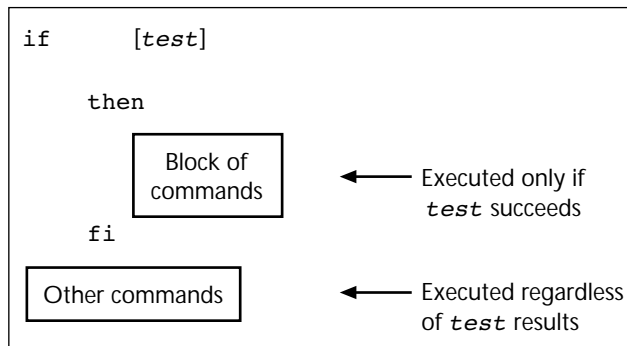 if [test]
then
Block of
commands
Executed only if
test succeeds
fi
Other commands
Executed regardless
of test results